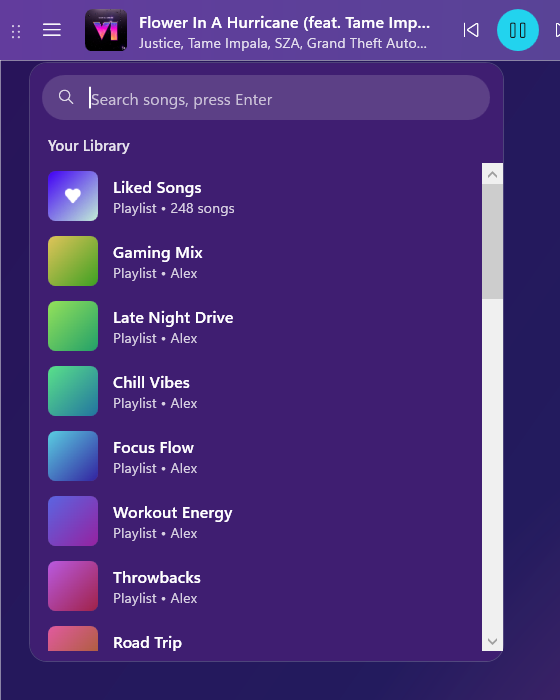 Flower In A Hurricane (feat. Tame Imp...
Justice, Tame Impala, SZA, Grand Theft Auto...
VI
Search songs, press Enter
Your Library
Liked Songs
Playlist • 248 songs
Gaming Mix
Playlist • Alex
Late Night Drive
Playlist • Alex
Chill Vibes
Playlist • Alex
Focus Flow
Playlist • Alex
Workout Energy
Playlist • Alex
Throwbacks
Playlist • Alex
Road Trip